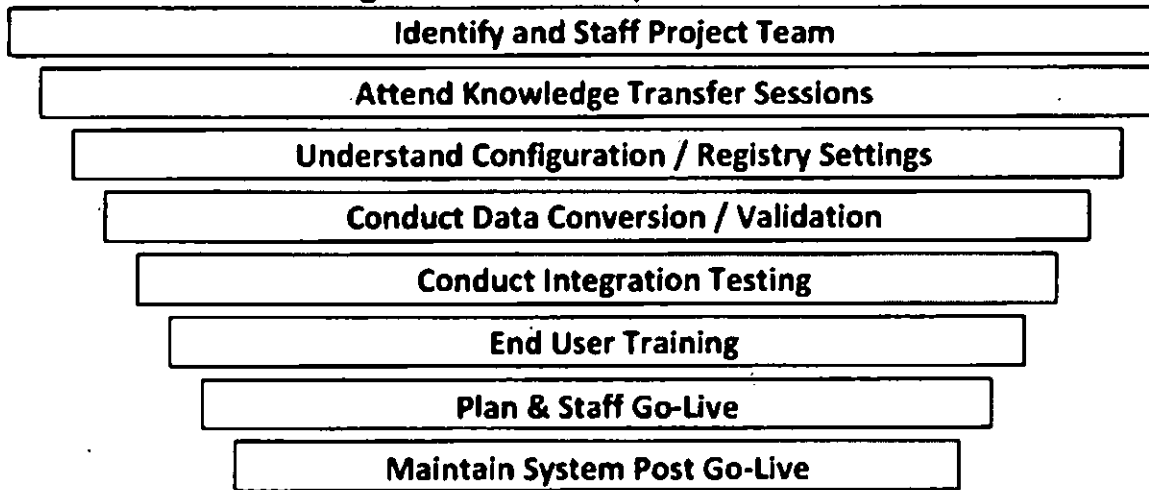 Identify and Staff Project Team
Attend Knowledge Transfer Sessions
Understand Configuration / Registry Settings
Conduct Data Conversion / Validation
Conduct Integration Testing
End User Training
Plan & Staff Go-Live
Maintain System Post Go-Live